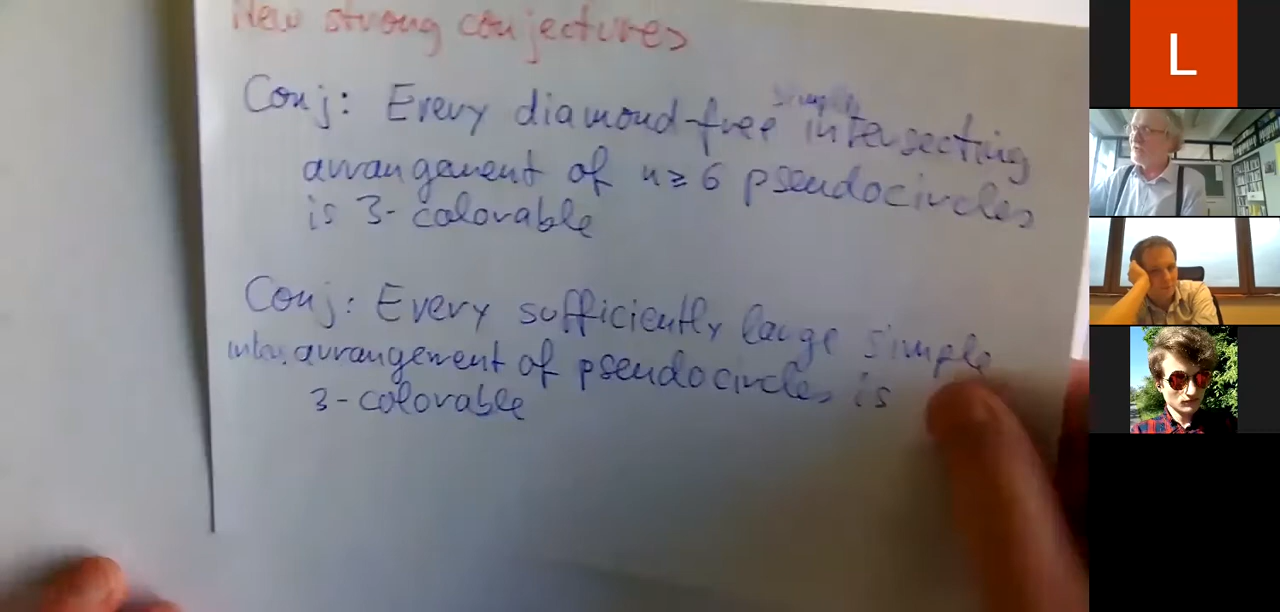 New strong conjectures
simple
Conj: Every diamond-free intersecting
arrangement of n ≥ 6 pseudocircles
is 3-colorable
Conj: Every sufficiently large simple
arrangement of pseudocircles is
3-colorable
L